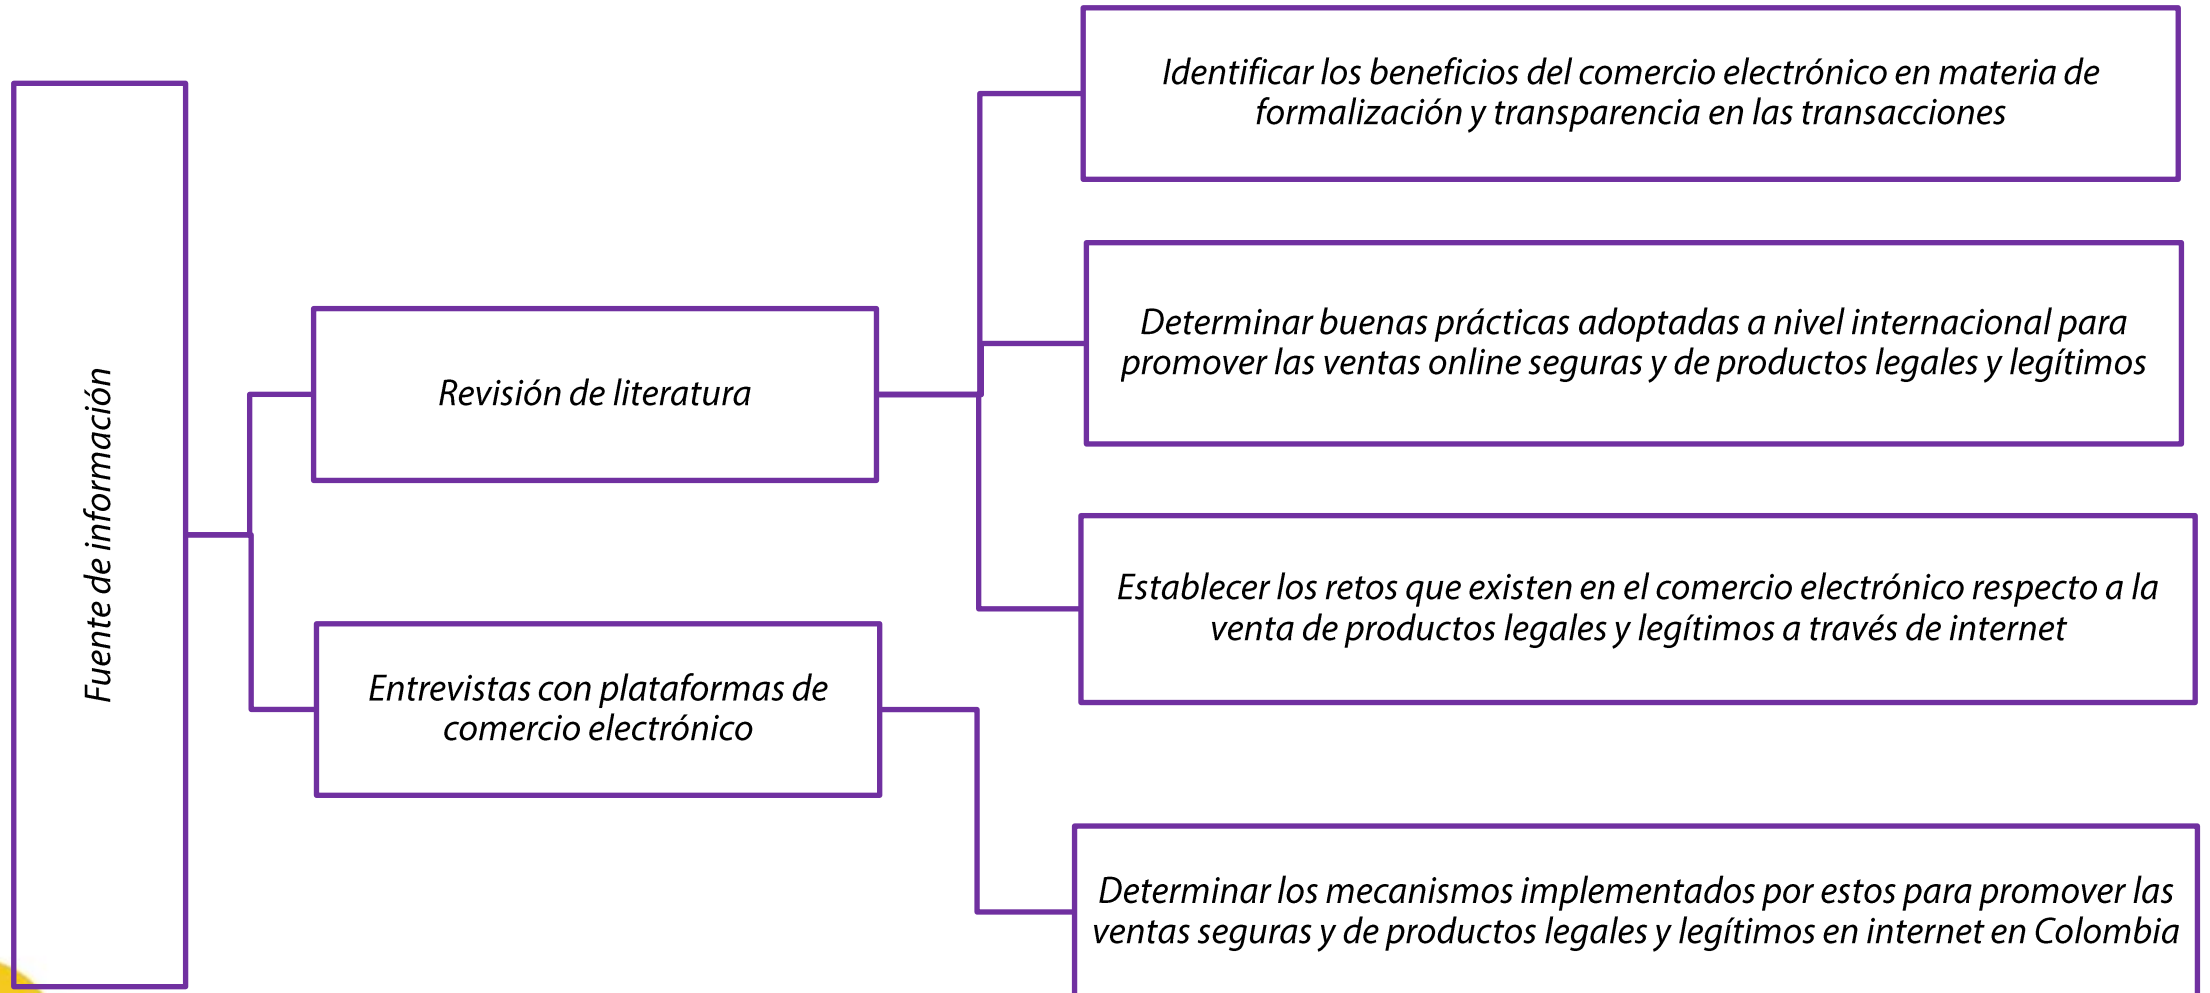 Fuente de información
Revisión de literatura
Entrevistas con plataformas de
comercio electrónico
Identificar los beneficios del comercio electrónico en materia de
formalización y transparencia en las transacciones
Determinar buenas prácticas adoptadas a nivel internacional para
promover las ventas online seguras y de productos legales y legítimos
Establecer los retos que existen en el comercio electrónico respecto a la
venta de productos legales y legítimos a través de internet
Determinar los mecanismos implementados por estos para promover las
ventas seguras y de productos legales y legítimos en internet en Colombia